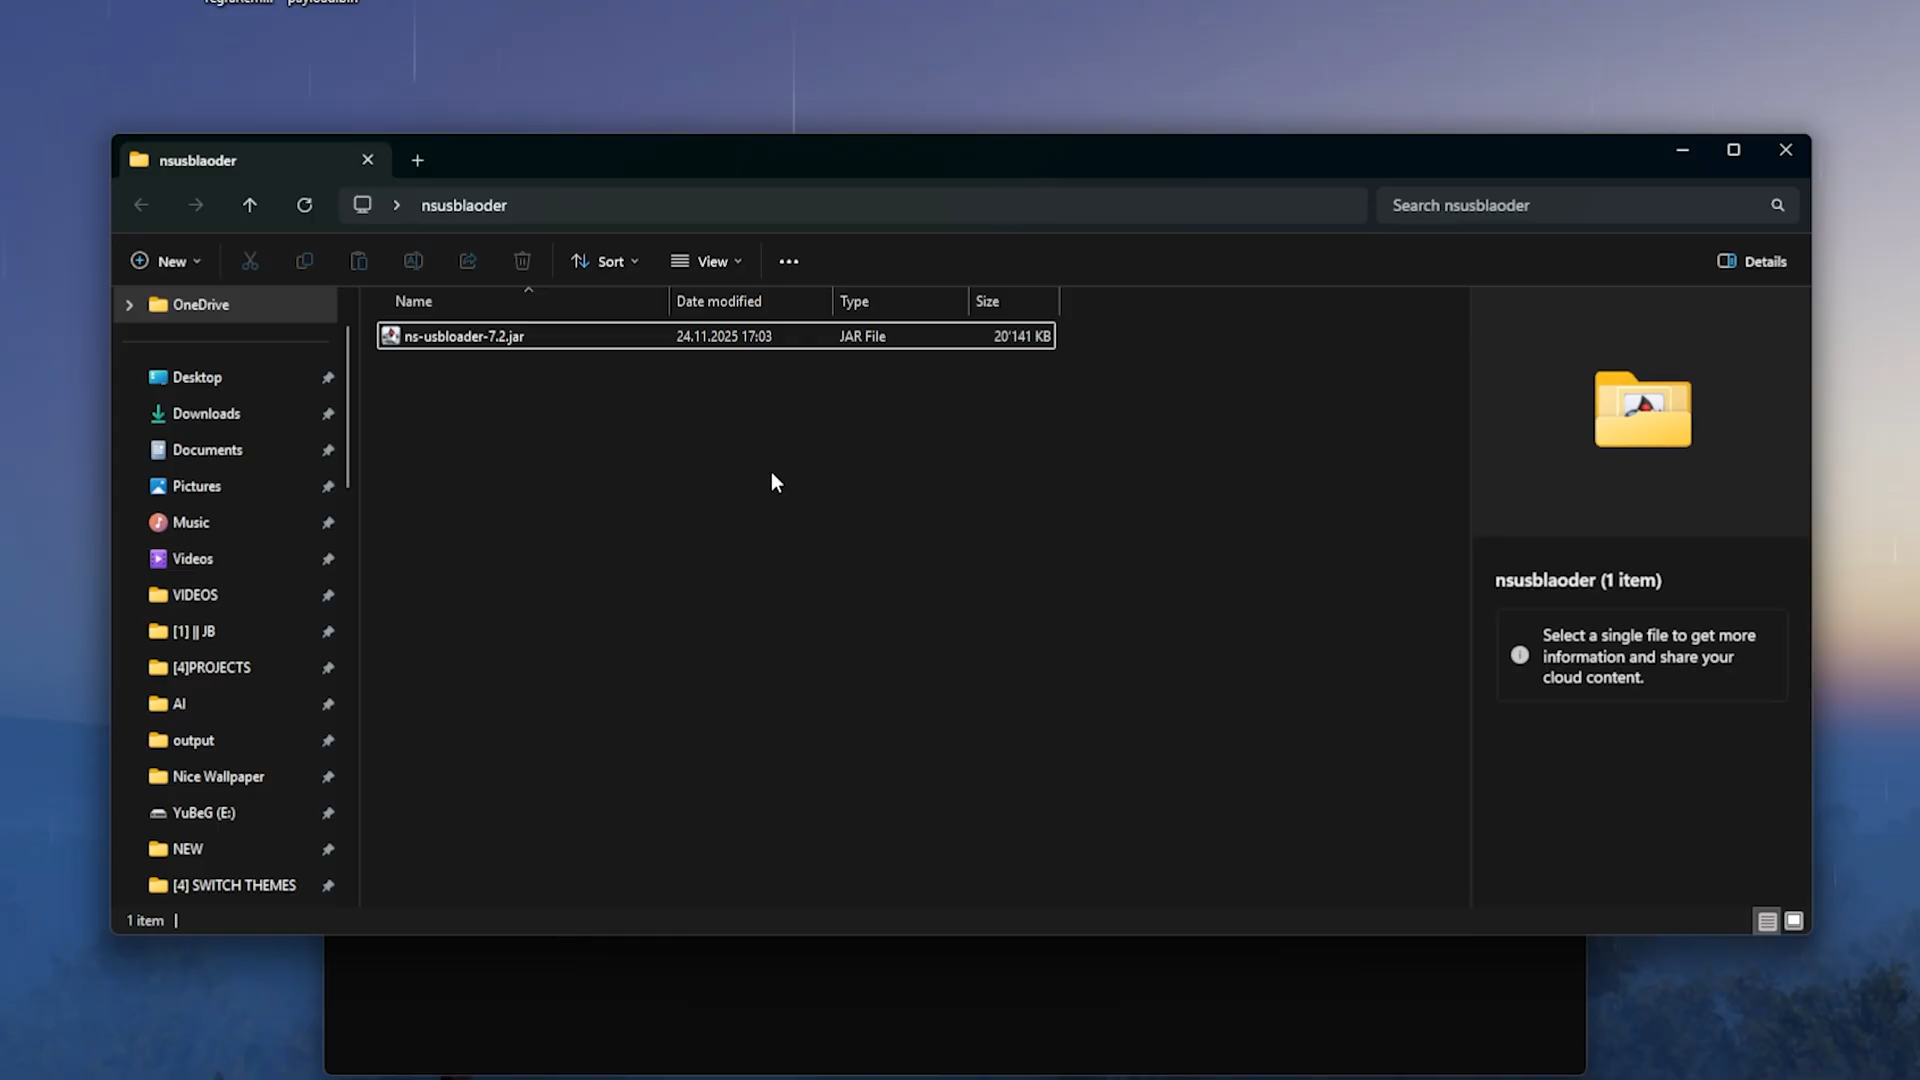 payload.bin
nsusblaoder
nsusblaoder
Search nsusblaoder
New
Sort
View
Details
OneDrive
Name
Date modified
Type
Size
ns-usbloader-7.2.jar
24.11.2025 17:03
JAR File
20'141 KB
Desktop
Downloads
Documents
Pictures
Music
Videos
VIDEOS
[1] || JB
[4]PROJECTS
AI
output
Nice Wallpaper
YuBeG (E:)
NEW
[4] SWITCH THEMES
nsusblaoder (1 item)
Select a single file to get more
information and share your
cloud content.
1 item